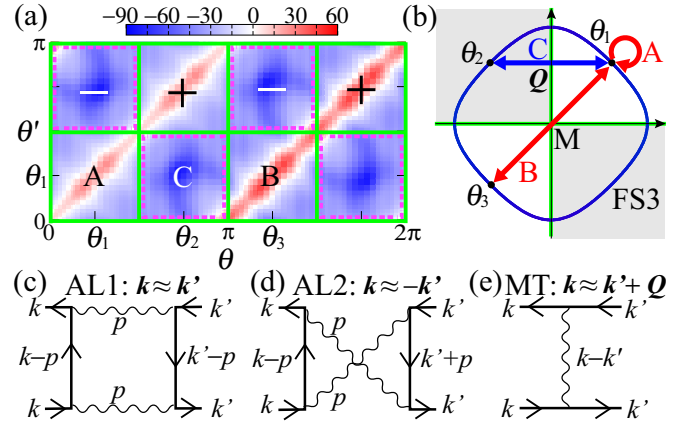 (a)
−90 −60 −30 0 30 60
π
θ'
θ₁
0
− + − +
A C B
θ₁ θ₂ π θ₃ 2π
θ
(b)
θ₂ C θ₁ A
Q
M
B
θ₃ FS3
(c) AL1: k≈k'
k p k'
k−p k'−p
k p k'
(d) AL2: k≈−k'
k p k'
k−p k'+p
k p k'
(e) MT: k≈k'+Q
k k'
k−k'
k k'